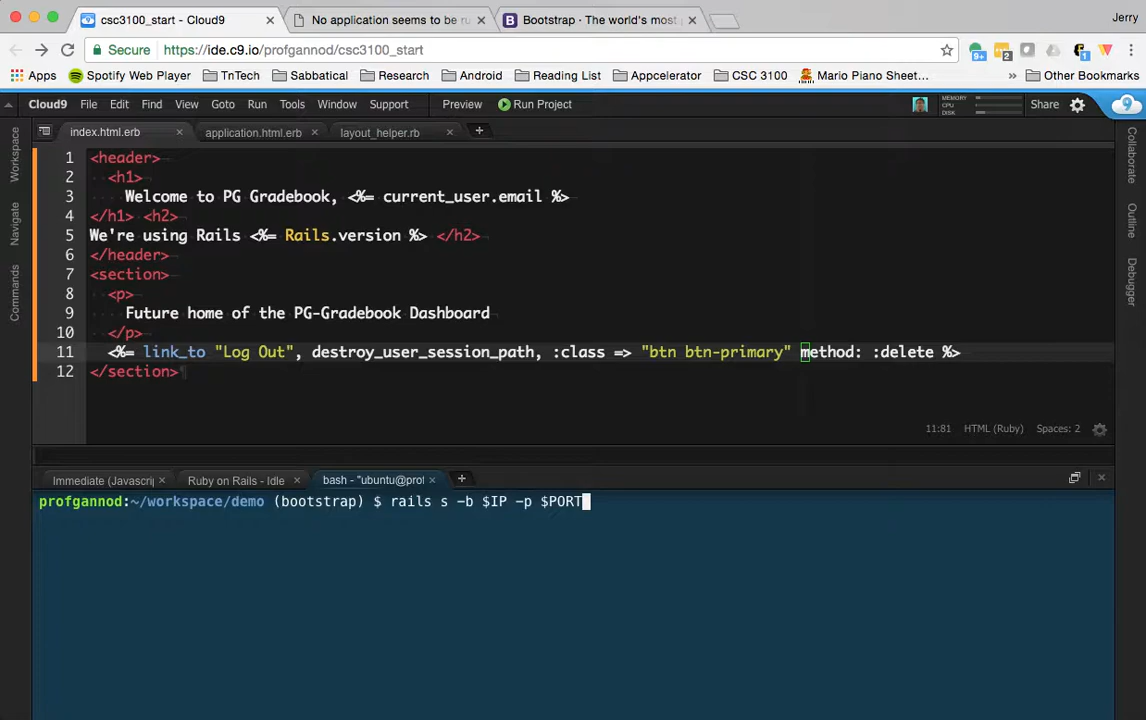 csc3100_start - Cloud9
No application seems to be ru
Bootstrap · The world's most
Jerry
Secure https://ide.c9.io/profgannod/csc3100_start
9+ 2 1
Apps Spotify Web Player TnTech Sabbatical Research Android Reading List Appcelerator CSC 3100 Mario Piano Sheet... » Other Bookmarks
Cloud9 File Edit Find View Goto Run Tools Window Support Preview Run Project MEMORY CPU DISK Share
index.html.erb application.html.erb layout_helper.rb
Workspace
Navigate
Commands
Collaborate
Outline
Debugger
1 <header>
2 <h1>
3 Welcome to PG Gradebook, <%= current_user.email %>
4 </h1> <h2>
5 We're using Rails <%= Rails.version %> </h2>
6 </header>
7 <section>
8 <p>
9 Future home of the PG-Gradebook Dashboard
10 </p>
11 <%= link_to "Log Out", destroy_user_session_path, :class => "btn btn-primary" method: :delete %>
12 </section>
11:81 HTML (Ruby) Spaces: 2
Immediate (Javascri Ruby on Rails - Idle bash - "ubuntu@prof
profgannod:~/workspace/demo (bootstrap) $ rails s -b $IP -p $PORT